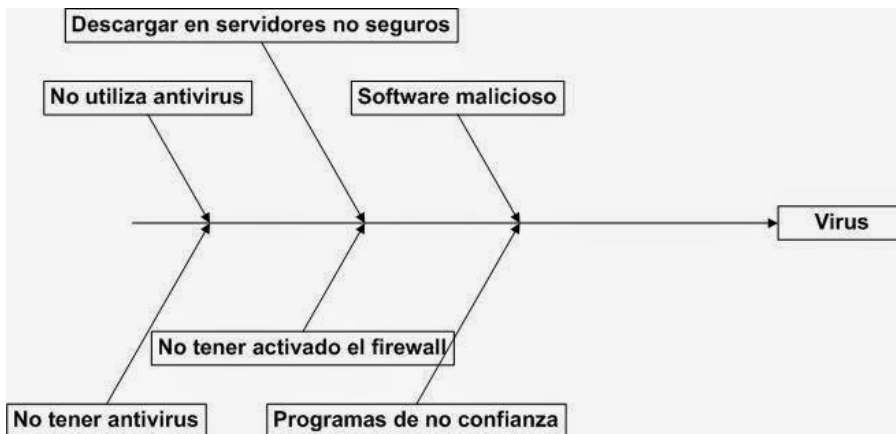 Descargar en servidores no seguros
No utiliza antivirus
Software malicioso
Virus
No tener activado el firewall
No tener antivirus
Programas de no confianza